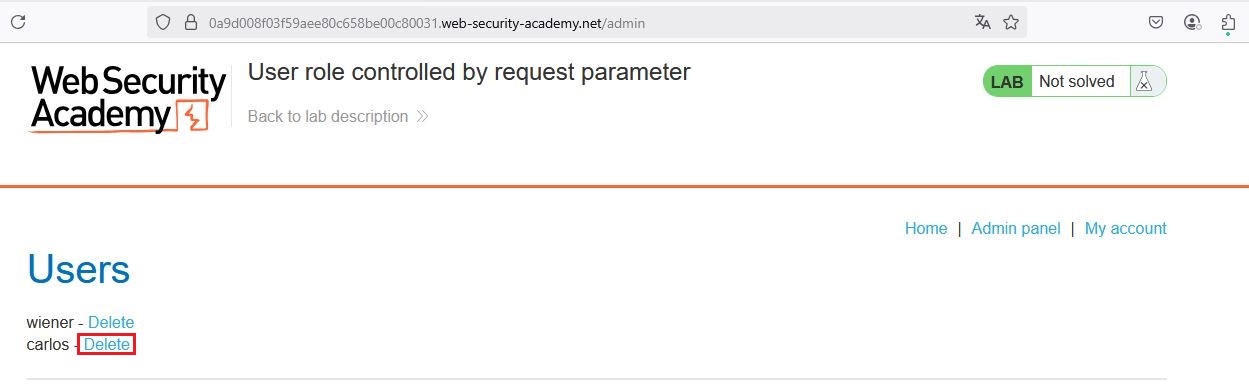 0a9d008f03f59aee80c658be00c80031.web-security-academy.net/admin
Web Security
Academy
User role controlled by request parameter
Back to lab description
LAB Not solved
Home | Admin panel | My account
Users
wiener - Delete
carlos - Delete